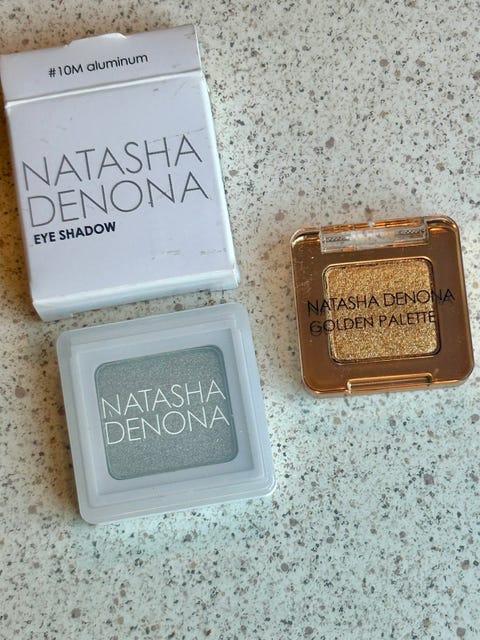 #10M aluminum
NATASHA
DENONA
EYE SHADOW
NATASHA DENONA
GOLDEN PALETTE
NATASHA
DENONA